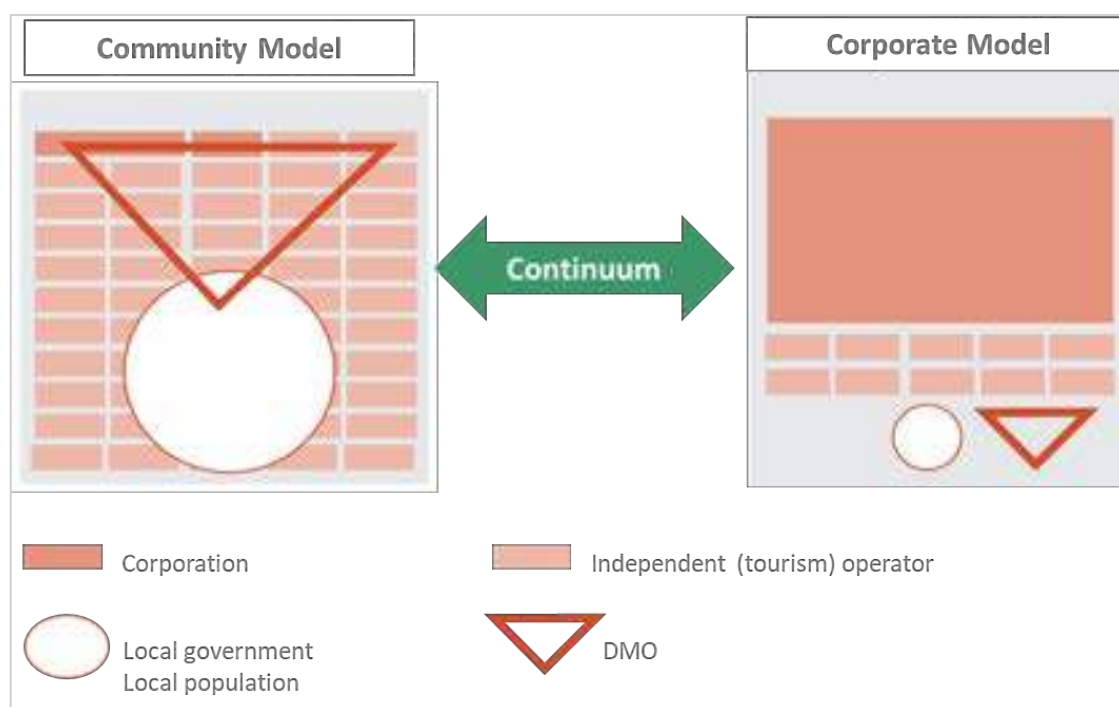 Community Model
Corporate Model
Continuum
Corporation
Independent (tourism) operator
Local government
Local population
DMO